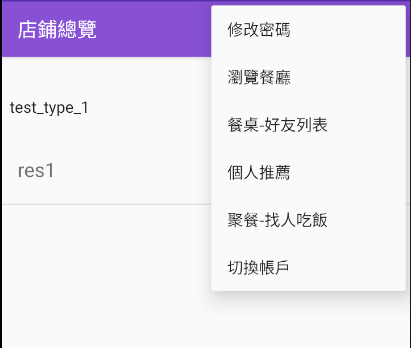 店鋪總覽
修改密碼
瀏覽餐廳
test_type_1
餐桌-好友列表
res1
個人推薦
聚餐-找人吃飯
切換帳戶